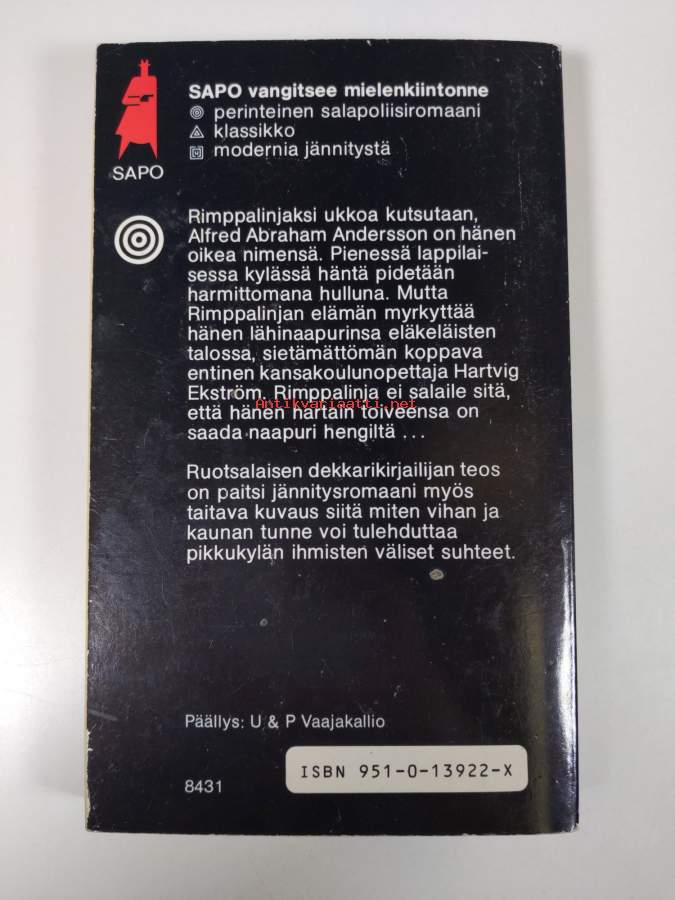 SAPO vangitsee mielenkiintonne
perinteinen salapoliisiromaani
klassikko
modernia jännitystä
SAPO
Rimppalinjaksi ukkoa kutsutaan,
Alfred Abraham Andersson on hänen
oikea nimensä. Pienessä lappilai-
sessa kylässä häntä pidetään
harmittomana hulluna. Mutta
Rimppalinjan elämän myrkyttää
hänen lähinaapurinsa eläkeläisten
talossa, sietämättömän koppava
entinen kansakoulunopettaja Hartvig
Ekström. Rimppalinja ei salaile sitä,
Antikvariaatti.net
että hänen hartain toiveensa on
saada naapuri hengiltä ...
Ruotsalaisen dekkarikirjailijan teos
on paitsi jännitysromaani myös
taitava kuvaus siitä miten vihan ja
kaunan tunne voi tulehduttaa
pikkukylän ihmisten väliset suhteet.
Päällys: U & P Vaajakallio
ISBN 951-0-13922-X
8431